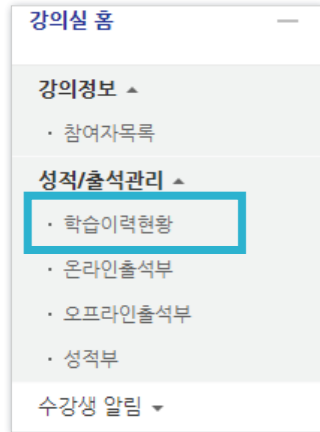 강의실 홈
강의정보 ▲
· 참여자목록
성적/출석관리 ▲
· 학습이력현황
· 온라인출석부
· 오프라인출석부
· 성적부
수강생 알림 ▼